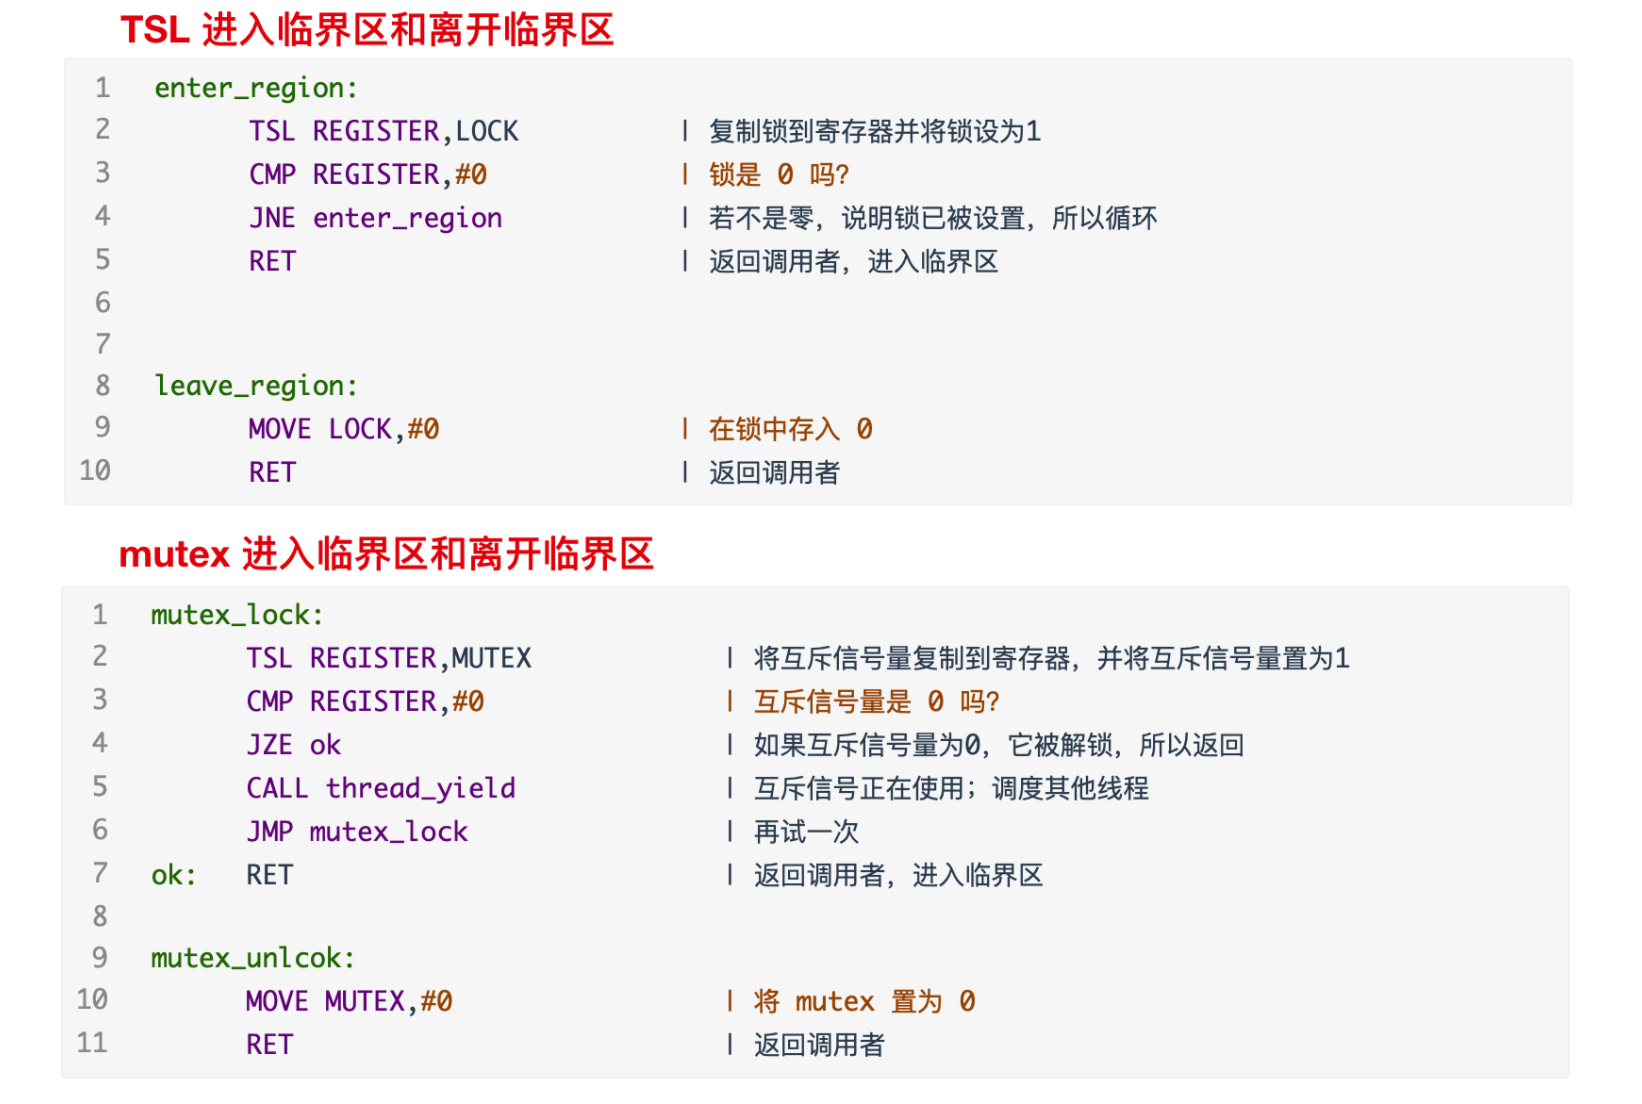 TSL 进入临界区和离开临界区
1 enter_region:
2 TSL REGISTER,LOCK | 复制锁到寄存器并将锁设为1
3 CMP REGISTER,#0 | 锁是 0 吗?
4 JNE enter_region | 若不是零, 说明锁已被设置, 所以循环
5 RET | 返回调用者, 进入临界区
6
7
8 leave_region:
9 MOVE LOCK,#0 | 在锁中存入 0
10 RET | 返回调用者
mutex 进入临界区和离开临界区
1 mutex_lock:
2 TSL REGISTER,MUTEX | 将互斥信号量复制到寄存器, 并将互斥信号量置为1
3 CMP REGISTER,#0 | 互斥信号量是 0 吗?
4 JZE ok | 如果互斥信号量为0, 它被解锁, 所以返回
5 CALL thread_yield | 互斥信号正在使用; 调度其他线程
6 JMP mutex_lock | 再试一次
7 ok: RET | 返回调用者, 进入临界区
8
9 mutex_unlcok:
10 MOVE MUTEX,#0 | 将 mutex 置为 0
11 RET | 返回调用者